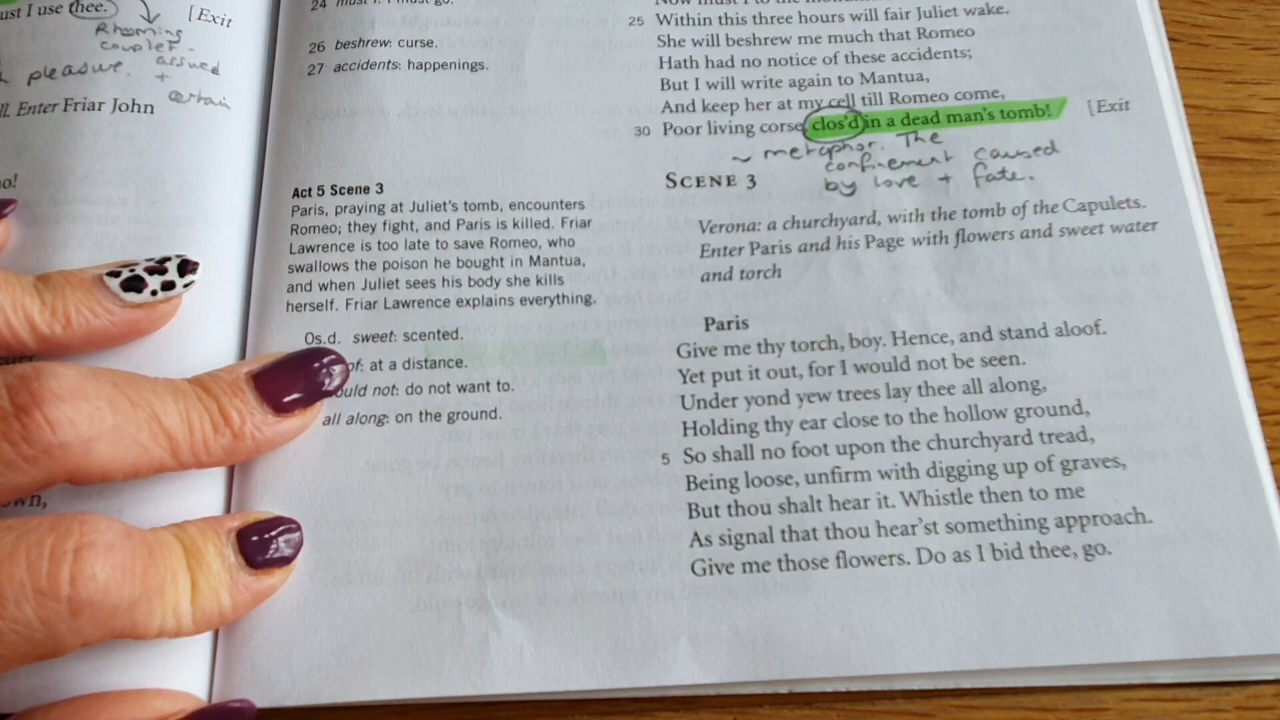 ust I use thee.
[Exit
Rhyming
couplet.
pleasure.
assured
+
certain
ll. Enter Friar John
o!
own,
24 must I: I must go.
26 beshrew: curse.
27 accidents: happenings.
Act 5 Scene 3
Paris, praying at Juliet's tomb, encounters
Romeo; they fight, and Paris is killed. Friar
Lawrence is too late to save Romeo, who
swallows the poison he bought in Mantua,
and when Juliet sees his body she kills
herself. Friar Lawrence explains everything.
Os.d. sweet: scented.
of: at a distance.
ould not: do not want to.
all along: on the ground.
25 Within this three hours will fair Juliet wake.
She will beshrew me much that Romeo
Hath had no notice of these accidents;
But I will write again to Mantua,
And keep her at my cell till Romeo come,
30 Poor living corse, clos'd in a dead man's tomb! [Exit
~ metaphor. The
confinement caused
by love + fate.
SCENE 3
Verona: a churchyard, with the tomb of the Capulets.
Enter Paris and his Page with flowers and sweet water
and torch
Paris
Give me thy torch, boy. Hence, and stand aloof.
Yet put it out, for I would not be seen.
Under yond yew trees lay thee all along,
Holding thy ear close to the hollow ground,
5 So shall no foot upon the churchyard tread,
Being loose, unfirm with digging up of graves,
But thou shalt hear it. Whistle then to me
As signal that thou hear'st something approach.
Give me those flowers. Do as I bid thee, go.